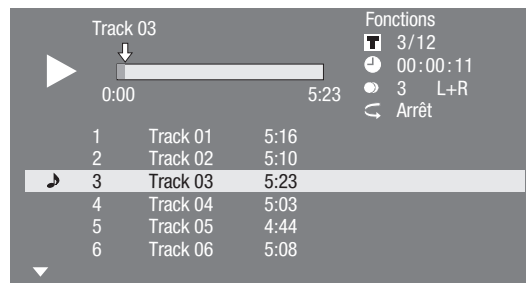 Track 03
0:00 5:23
Fonctions
T 3/12
00:00:11
3 L+R
Arrêt
1 Track 01 5:16
2 Track 02 5:10
3 Track 03 5:23
4 Track 04 5:03
5 Track 05 4:44
6 Track 06 5:08